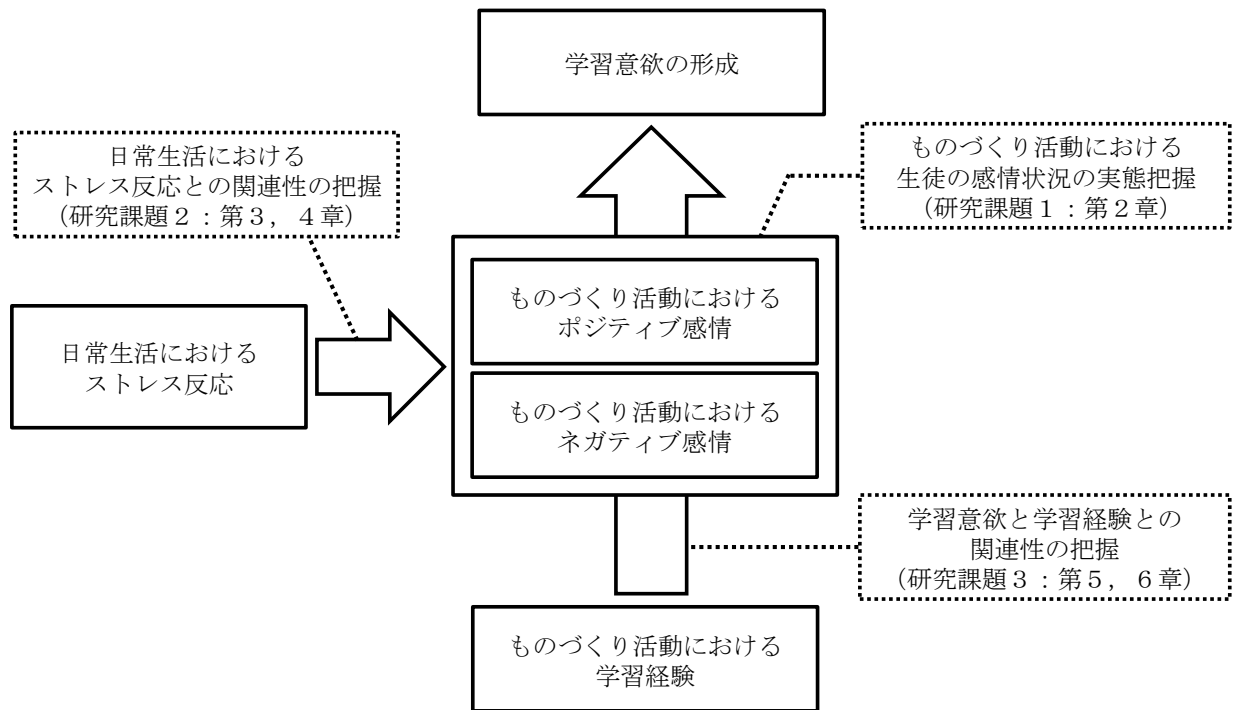 学習意欲の形成
日常生活における
ストレス反応との関連性の把握
（研究課題２：第３，４章）
ものづくり活動における
生徒の感情状況の実態把握
（研究課題１：第２章）
ものづくり活動における
ポジティブ感情
日常生活における
ストレス反応
ものづくり活動における
ネガティブ感情
学習意欲と学習経験との
関連性の把握
（研究課題３：第５，６章）
ものづくり活動における
学習経験